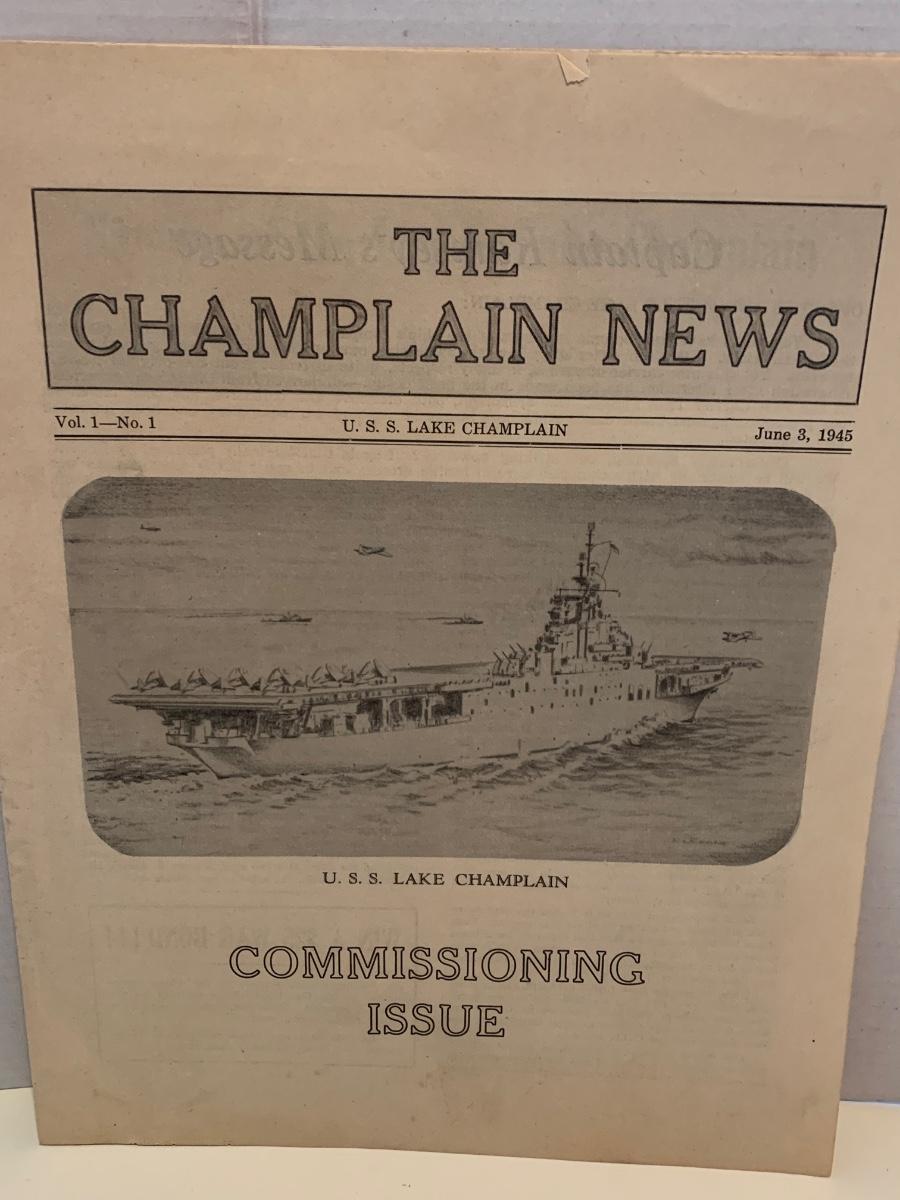 THE
CHAMPLAIN NEWS
Vol. 1—No. 1 U. S. S. LAKE CHAMPLAIN June 3, 1945
U. S. S. LAKE CHAMPLAIN
COMMISSIONING
ISSUE